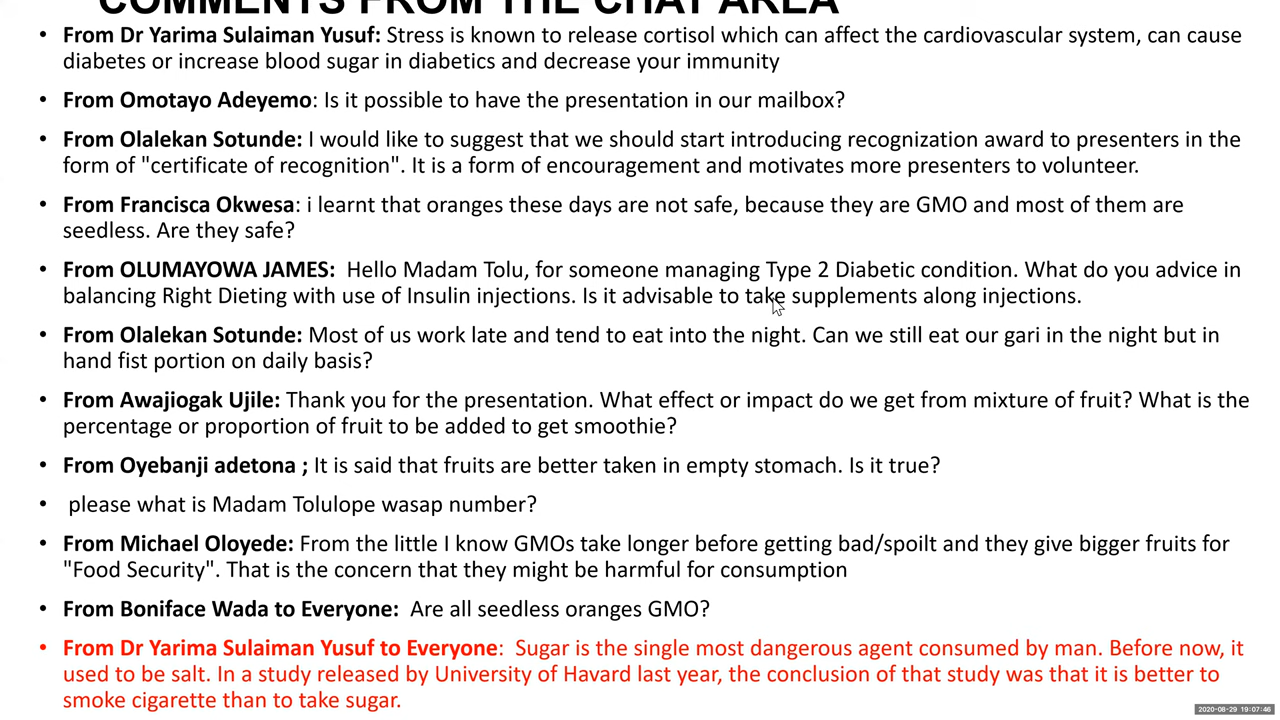 COMMENTS FROM THE CHAT AREA
• From Dr Yarima Sulaiman Yusuf: Stress is known to release cortisol which can affect the cardiovascular system, can cause
diabetes or increase blood sugar in diabetics and decrease your immunity
• From Omotayo Adeyemo: Is it possible to have the presentation in our mailbox?
• From Olalekan Sotunde: I would like to suggest that we should start introducing recognization award to presenters in the
form of "certificate of recognition". It is a form of encouragement and motivates more presenters to volunteer.
• From Francisca Okwesa: i learnt that oranges these days are not safe, because they are GMO and most of them are
seedless. Are they safe?
• From OLUMAYOWA JAMES: Hello Madam Tolu, for someone managing Type 2 Diabetic condition. What do you advice in
balancing Right Dieting with use of Insulin injections. Is it advisable to take supplements along injections.
• From Olalekan Sotunde: Most of us work late and tend to eat into the night. Can we still eat our gari in the night but in
hand fist portion on daily basis?
• From Awajiogak Ujile: Thank you for the presentation. What effect or impact do we get from mixture of fruit? What is the
percentage or proportion of fruit to be added to get smoothie?
• From Oyebanji adetona ; It is said that fruits are better taken in empty stomach. Is it true?
• please what is Madam Tolulope wasap number?
• From Michael Oloyede: From the little I know GMOs take longer before getting bad/spoilt and they give bigger fruits for
"Food Security". That is the concern that they might be harmful for consumption
• From Boniface Wada to Everyone: Are all seedless oranges GMO?
• From Dr Yarima Sulaiman Yusuf to Everyone: Sugar is the single most dangerous agent consumed by man. Before now, it
used to be salt. In a study released by University of Havard last year, the conclusion of that study was that it is better to
smoke cigarette than to take sugar.
2020-08-29 19:07:46